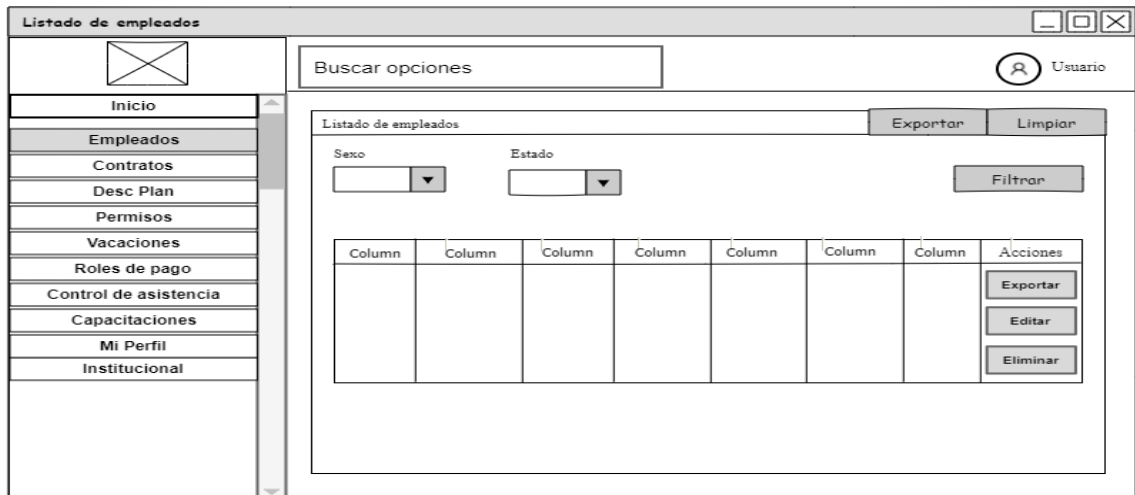 Listado de empleados
Buscar opciones
Usuario
Inicio
Empleados
Contratos
Desc Plan
Permisos
Vacaciones
Roles de pago
Control de asistencia
Capacitaciones
Mi Perfil
Institucional
Listado de empleados
Exportar
Limpiar
Sexo
Estado
Filtrar
Column Column Column Column Column Column Column Acciones
Exportar
Editar
Eliminar